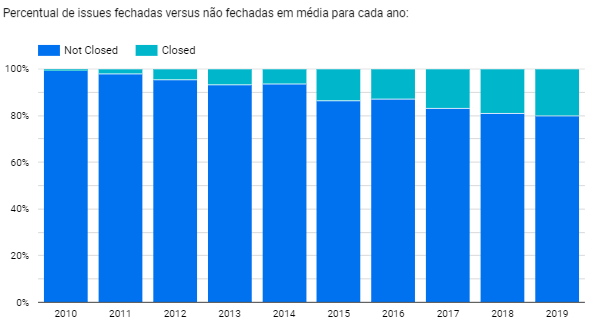 Percentual de issues fechadas versus não fechadas em média para cada ano:
Not Closed Closed
100%
80%
60%
40%
20%
0%
2010 2011 2012 2013 2014 2015 2016 2017 2018 2019